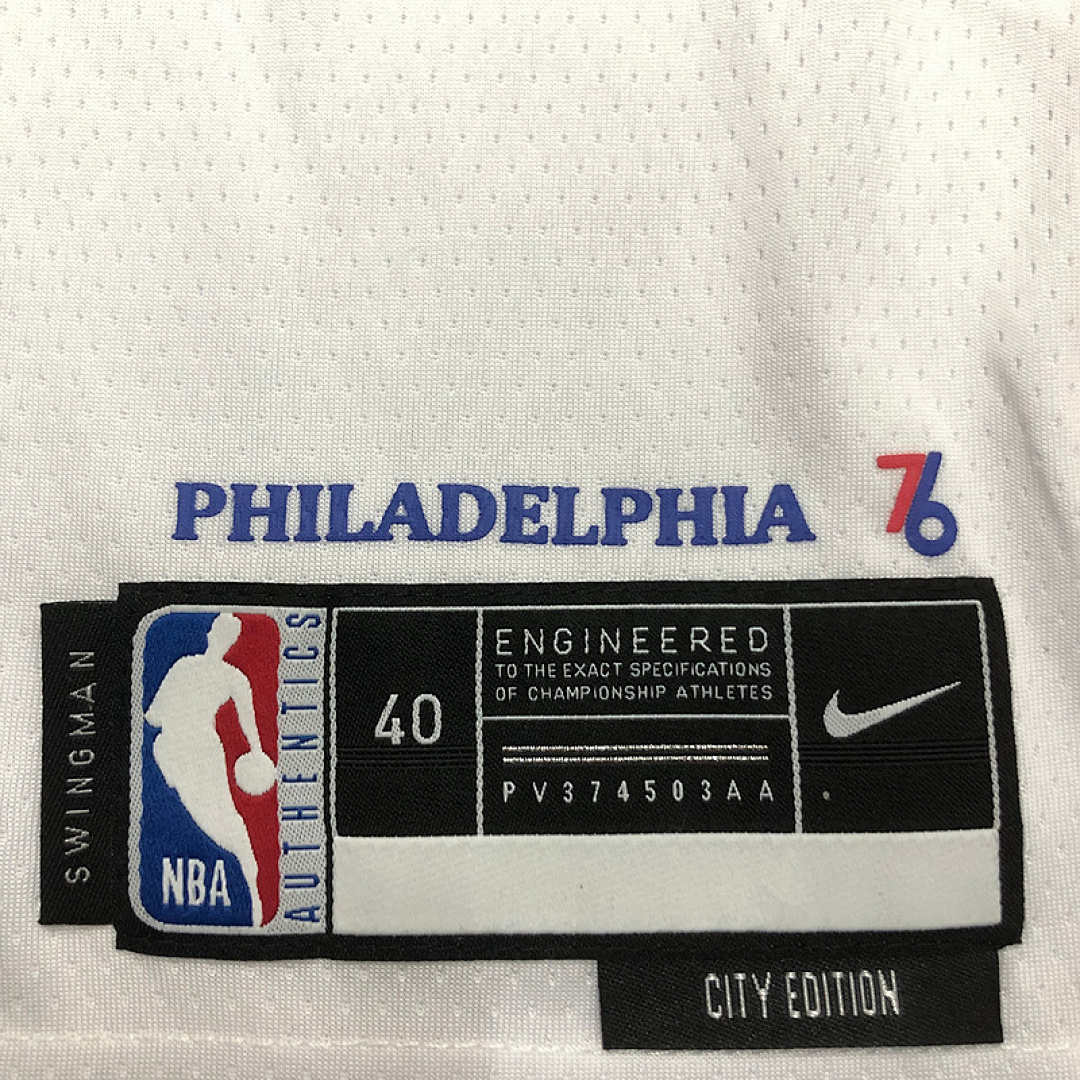 PHILADELPHIA 76
SWINGMAN
NBA
AUTHENTICS
40
ENGINEERED
TO THE EXACT SPECIFICATIONS
OF CHAMPIONSHIP ATHLETES
PV374503AA
CITY EDITION